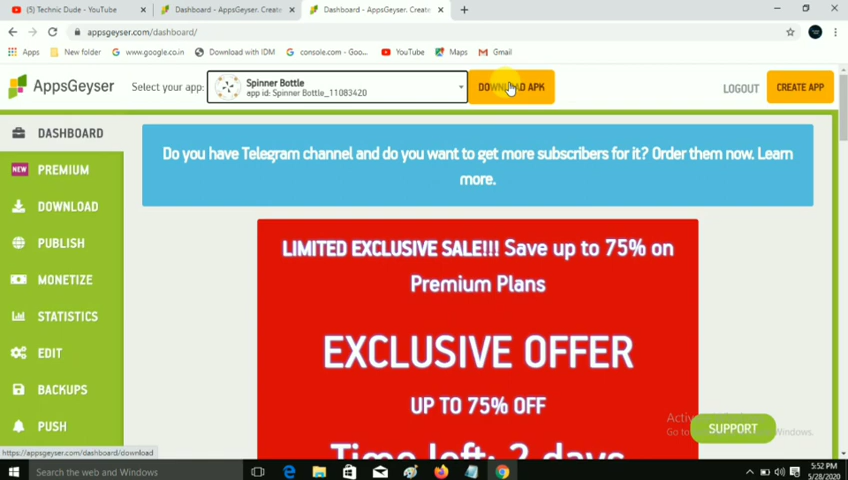 (5) Technic Dude - YouTube
Dashboard - AppsGeyser. Create
Dashboard - AppsGeyser. Create
appsgeyser.com/dashboard/
Apps
New folder
www.google.co.in
Download with IDM
console.com - Goo...
YouTube
Maps
Gmail
AppsGeyser
Select your app:
Spinner Bottle
app id: Spinner Bottle_11083420
DOWNLOAD APK
LOGOUT
CREATE APP
DASHBOARD
NEW PREMIUM
DOWNLOAD
PUBLISH
MONETIZE
STATISTICS
EDIT
BACKUPS
PUSH
Do you have Telegram channel and do you want to get more subscribers for it? Order them now. Learn
more.
LIMITED EXCLUSIVE SALE!!! Save up to 75% on
Premium Plans
EXCLUSIVE OFFER
UP TO 75% OFF
Time left: 2 days
SUPPORT
https://appsgeyser.com/dashboard/download
Search the web and Windows
5:52 PM
5/28/2020